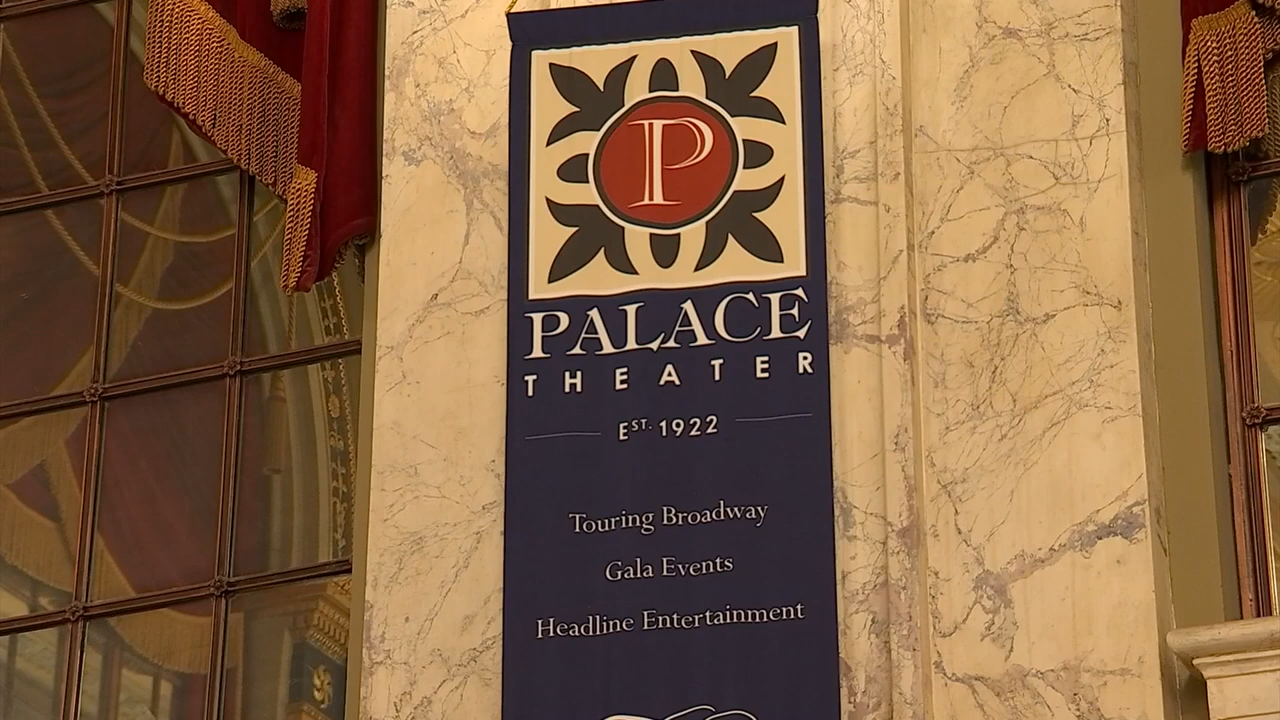 P
PALACE
THEATER
EST. 1922
Touring Broadway
Gala Events
Headline Entertainment